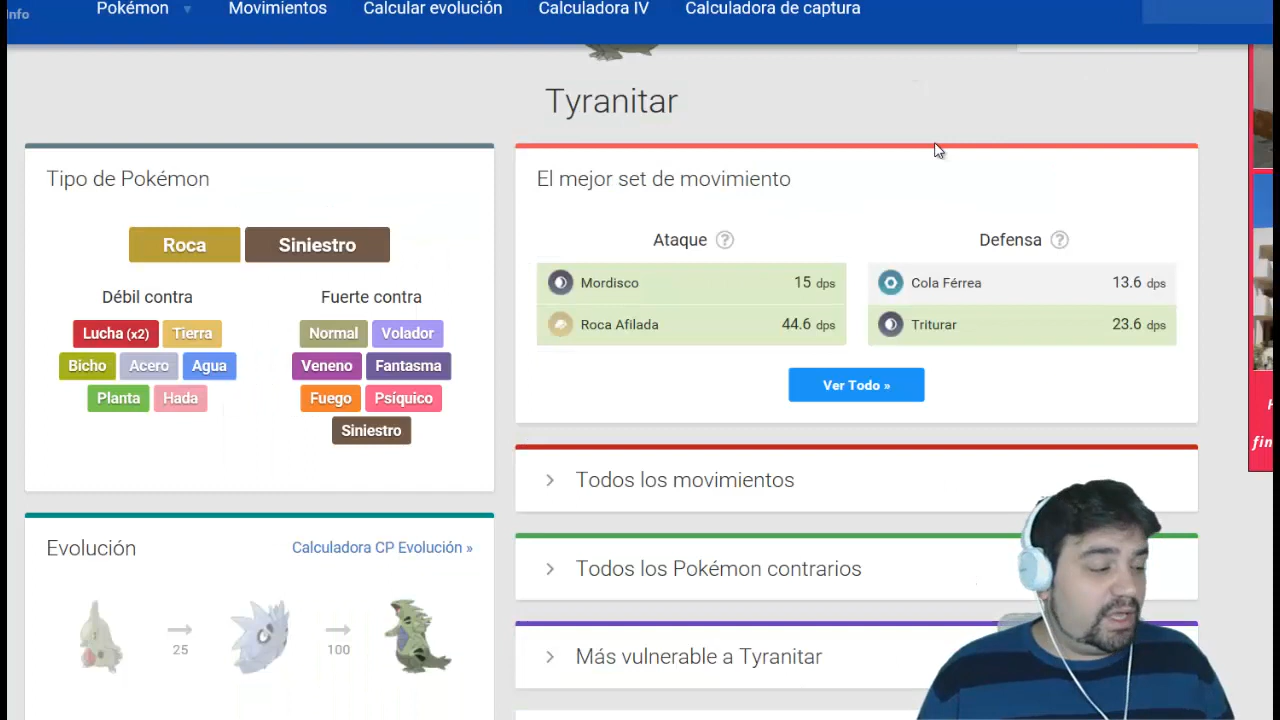 Info
Pokémon ▼ Movimientos Calcular evolución Calculadora IV Calculadora de captura
Tyranitar
Tipo de Pokémon
Roca Siniestro
Débil contra
Lucha (x2) Tierra
Bicho Acero Agua
Planta Hada
Fuerte contra
Normal Volador
Veneno Fantasma
Fuego Psíquico
Siniestro
El mejor set de movimiento
Ataque ?
Mordisco 15 dps
Roca Afilada 44.6 dps
Defensa ?
Cola Férrea 13.6 dps
Triturar 23.6 dps
Ver Todo »
Todos los movimientos
Todos los Pokémon contrarios
Más vulnerable a Tyranitar
Evolución
Calculadora CP Evolución »
25
100
fin